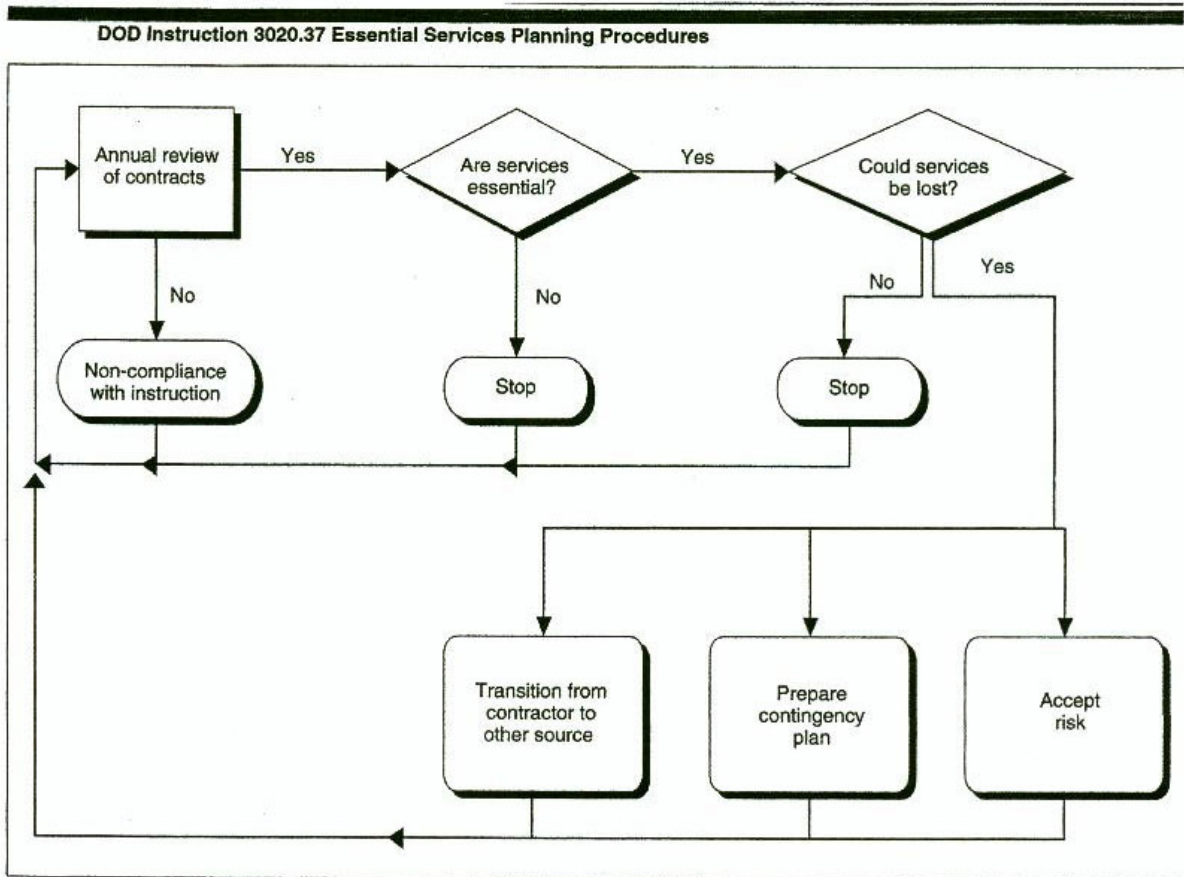 DOD Instruction 3020.37 Essential Services Planning Procedures
Annual review
of contracts
Yes
Are services
essential?
Yes
Could services
be lost?
No
No
No
Yes
Non-compliance
with instruction
Stop
Stop
Transition from
contractor to
other source
Prepare
contingency
plan
Accept
risk